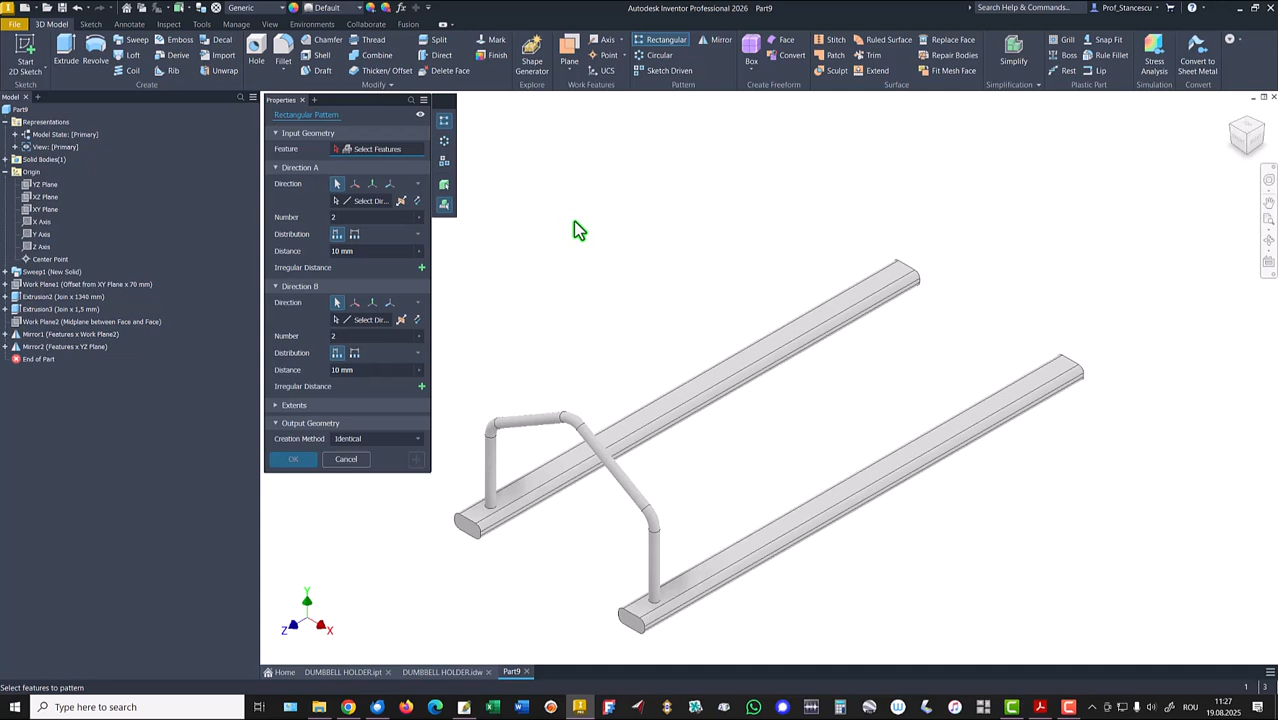 Generic Default Autodesk Inventor Professional 2026 Part9 Search Help & Commands... Prof_Stancescu
File 3D Model Sketch Annotate Inspect Tools Manage View Environments Collaborate Fusion
Start 2D Sketch Extrude Revolve Sweep Emboss Decal Hole Fillet Chamfer Thread Split Mark Shape Generator Plane Axis Rectangular Mirror Box Face Stitch Ruled Surface Replace Face Simplify Grill Snap Fit Stress Analysis Convert to Sheet Metal
Loft Derive Import Shell Combine Direct Finish Point Circular Convert Patch Trim Repair Bodies Boss Rule Fillet
Coil Rib Unwrap Draft Thicken/ Offset Delete Face UCS Sketch Driven Sculpt Extend Fit Mesh Face Rest Lip
Sketch Create Modify Explore Work Features Pattern Create Freeform Surface Simplification Plastic Part Simulation Convert
Model
Part9
Representations
Model State: [Primary]
View: [Primary]
Solid Bodies(1)
Origin
YZ Plane
XZ Plane
XY Plane
X Axis
Y Axis
Z Axis
Center Point
Sweep1 (New Solid)
Work Plane1 (Offset from XY Plane x 70 mm)
Extrusion2 (Join x 1340 mm)
Extrusion3 (Join x 1,5 mm)
Work Plane2 (Midplane between Face and Face)
Mirror1 (Features x Work Plane2)
Mirror2 (Features x YZ Plane)
End of Part
Properties
Rectangular Pattern
Input Geometry
Feature Select Features
Direction A
Direction
Select Dir...
Number 2
Distribution
Distance 10 mm
Irregular Distance
Direction B
Direction
Select Dir...
Number 2
Distribution
Distance 10 mm
Irregular Distance
Extents
Output Geometry
Creation Method Identical
OK Cancel
Y
Z X
Home DUMBBELL HOLDER.ipt DUMBBELL HOLDER.idw Part9
Select features to pattern 1 3
Type here to search
11:27
19.08.2025